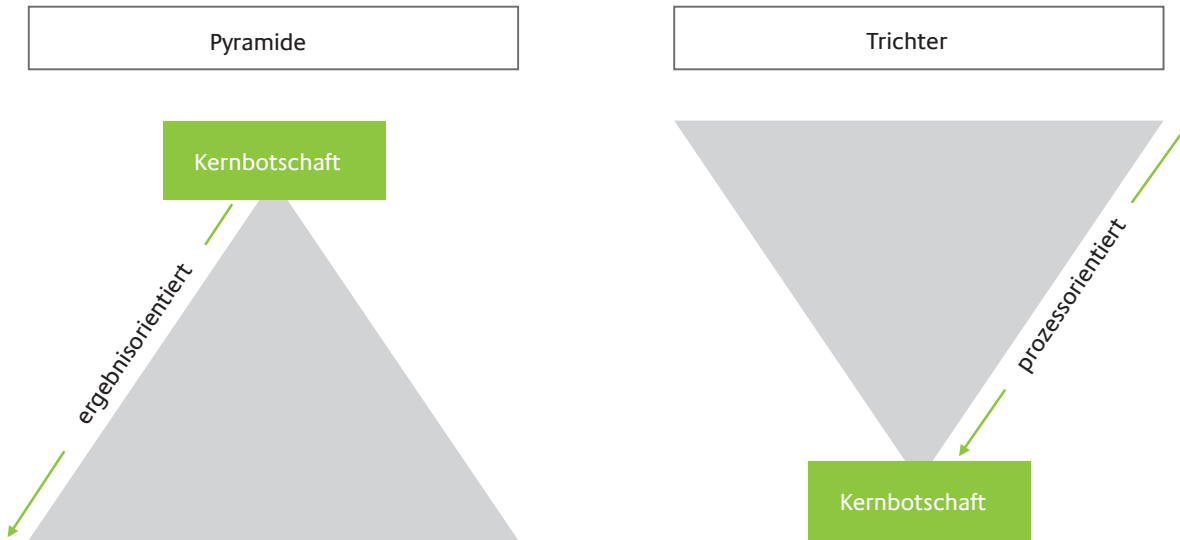 Pyramide
Kernbotschaft
ergebnisorientiert
Trichter
prozessorientiert
Kernbotschaft